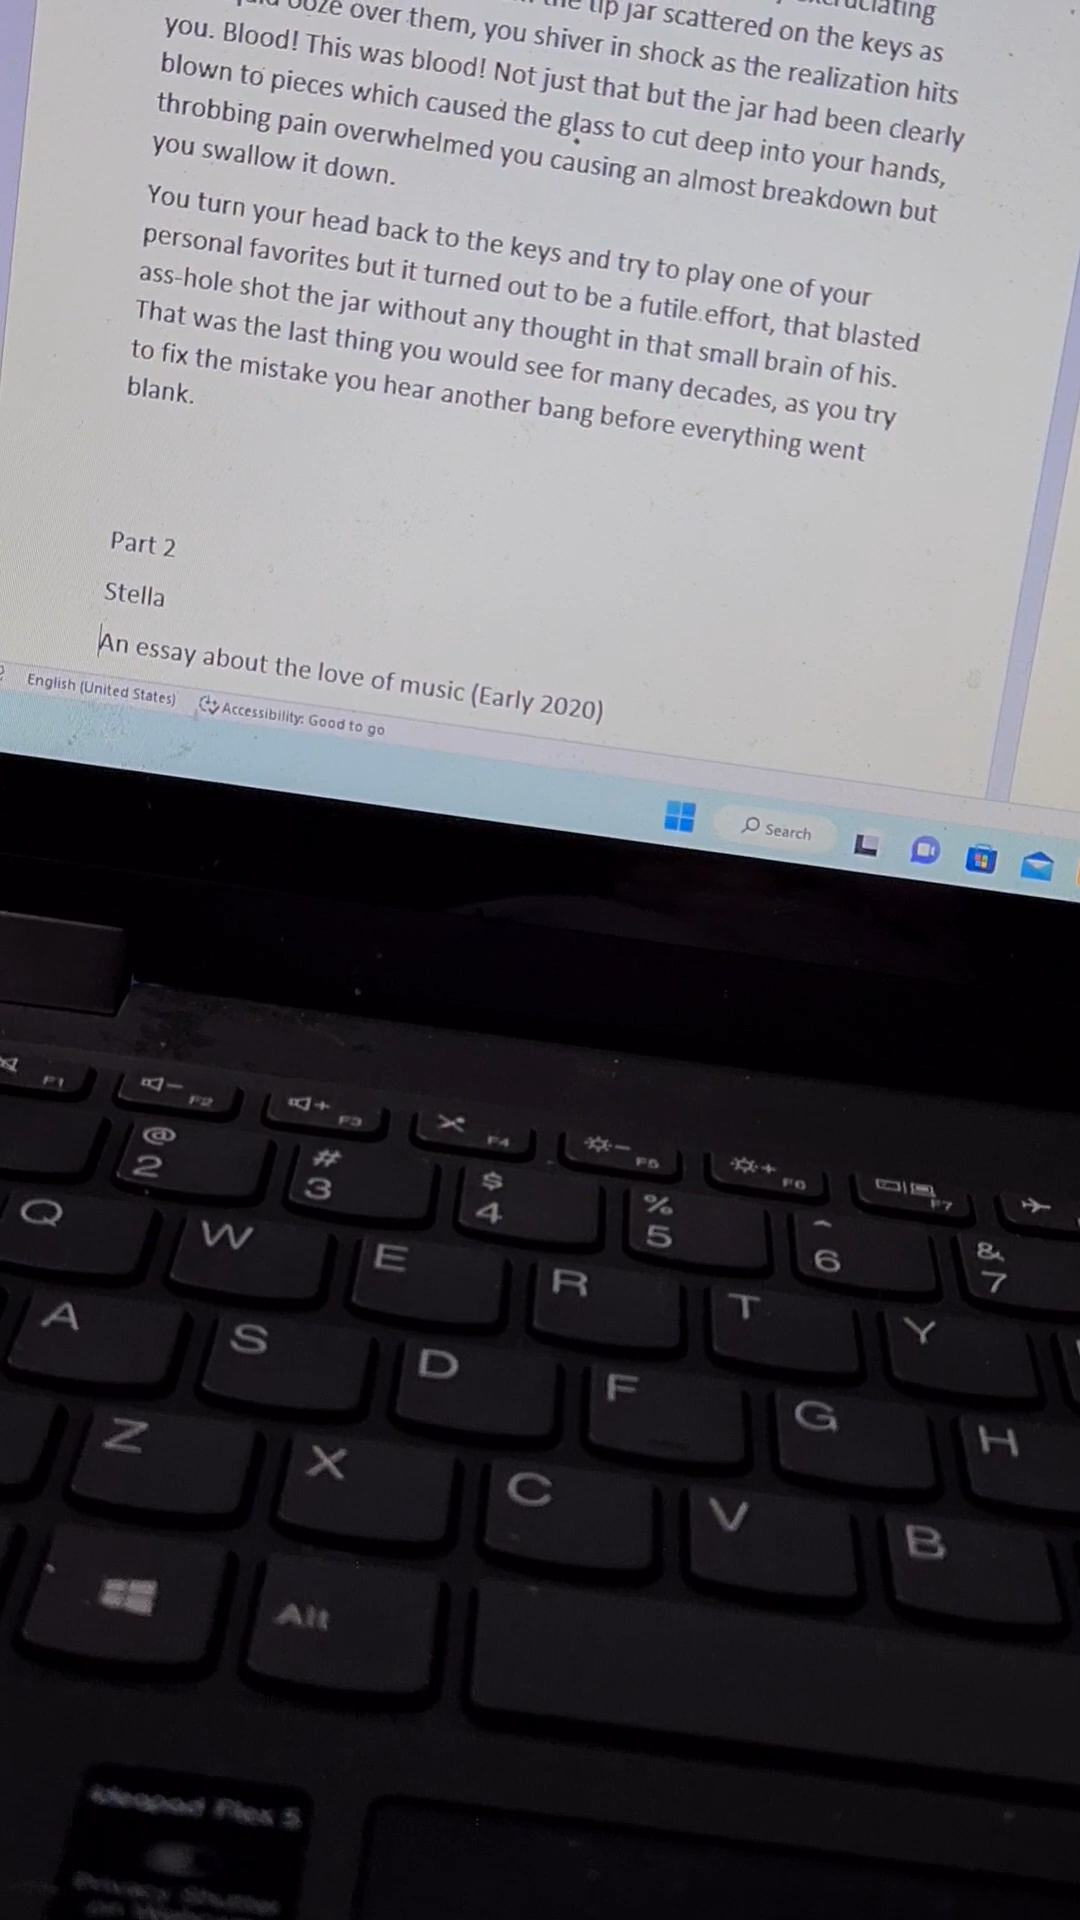 ooze over them, you shiver in shock as the realization hits
the tip jar scattered on the keys as
you. Blood! This was blood! Not just that but the jar had been clearly
blown to pieces which caused the glass to cut deep into your hands,
throbbing pain overwhelmed you causing an almost breakdown but
you swallow it down.
You turn your head back to the keys and try to play one of your
personal favorites but it turned out to be a futile effort, that blasted
ass-hole shot the jar without any thought in that small brain of his.
That was the last thing you would see for many decades, as you try
to fix the mistake you hear another bang before everything went
blank.
Part 2
Stella
An essay about the love of music (Early 2020)
English (United States) Accessibility: Good to go
Search
F1 F2 F3 F4 F5 F6 F7
@ # $ % ^ &
2 3 4 5 6 7
Q W E R T Y
A S D F G H
Z X C V B
Alt
ideapad Flex 5
Privacy Shutter